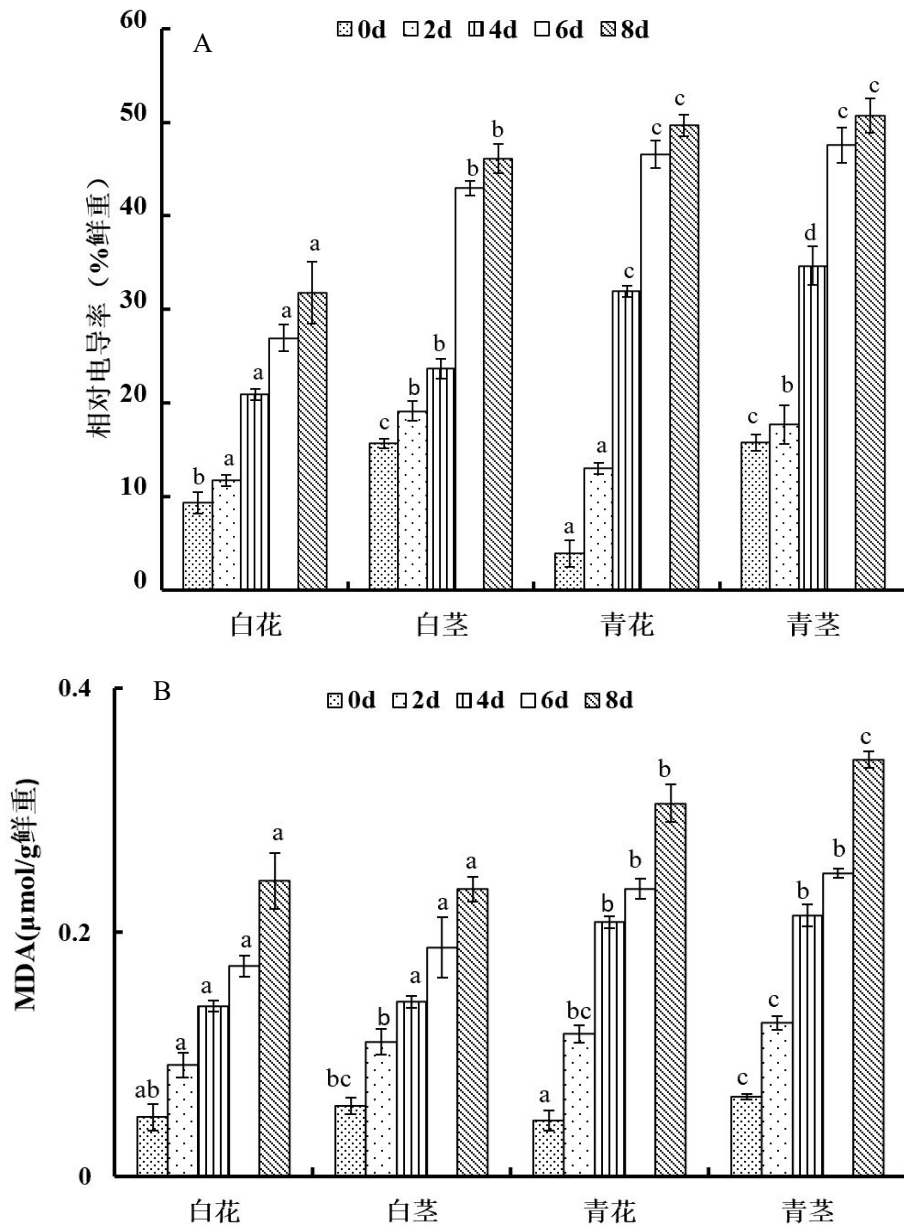 60
A
0d 2d 4d 6d 8d
50
40
30
20
10
0
相对电导率（%鲜重）
b a a a a
c b b b b
a a c c c
c b d c c
白花 白茎 青花 青茎
0.4
B
0d 2d 4d 6d 8d
0.2
0
MDA(μmol/g鲜重)
ab a a a a
bc b a a a
a bc b b b
c c b b c
白花 白茎 青花 青茎